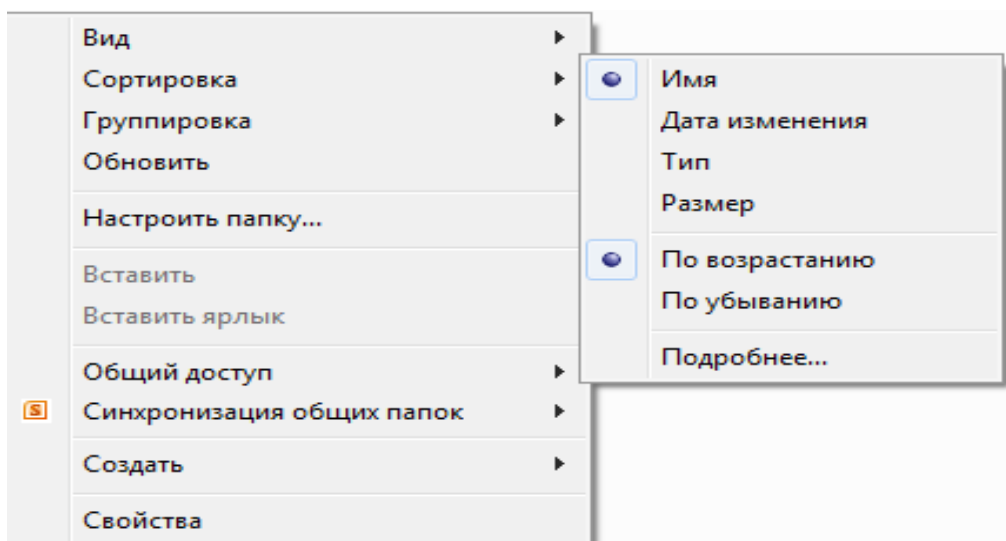 Вид
Сортировка
Группировка
Обновить
Настроить папку...
Вставить
Вставить ярлык
Общий доступ
S
Синхронизация общих папок
Создать
Свойства
Имя
Дата изменения
Тип
Размер
По возрастанию
По убыванию
Подробнее...